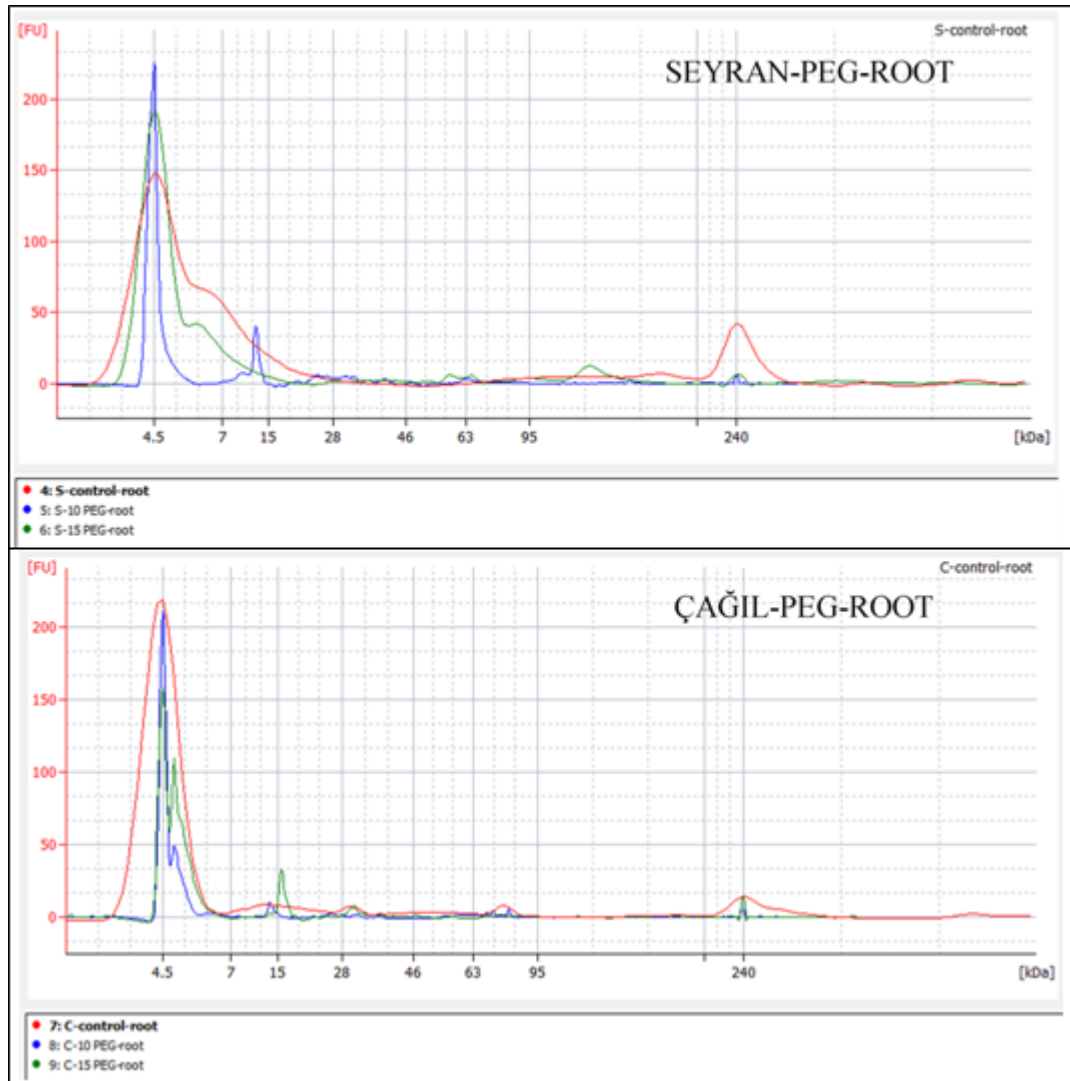 [FU]
S-control-root
SEYRAN-PEG-ROOT
200
150
100
50
0
4.5 7 15 28 46 63 95 240 [kDa]
4: S-control-root
5: S-10 PEG-root
6: S-15 PEG-root
[FU]
C-control-root
ÇAĞIL-PEG-ROOT
200
150
100
50
0
4.5 7 15 28 46 63 95 240 [kDa]
7: C-control-root
8: C-10 PEG-root
9: C-15 PEG-root